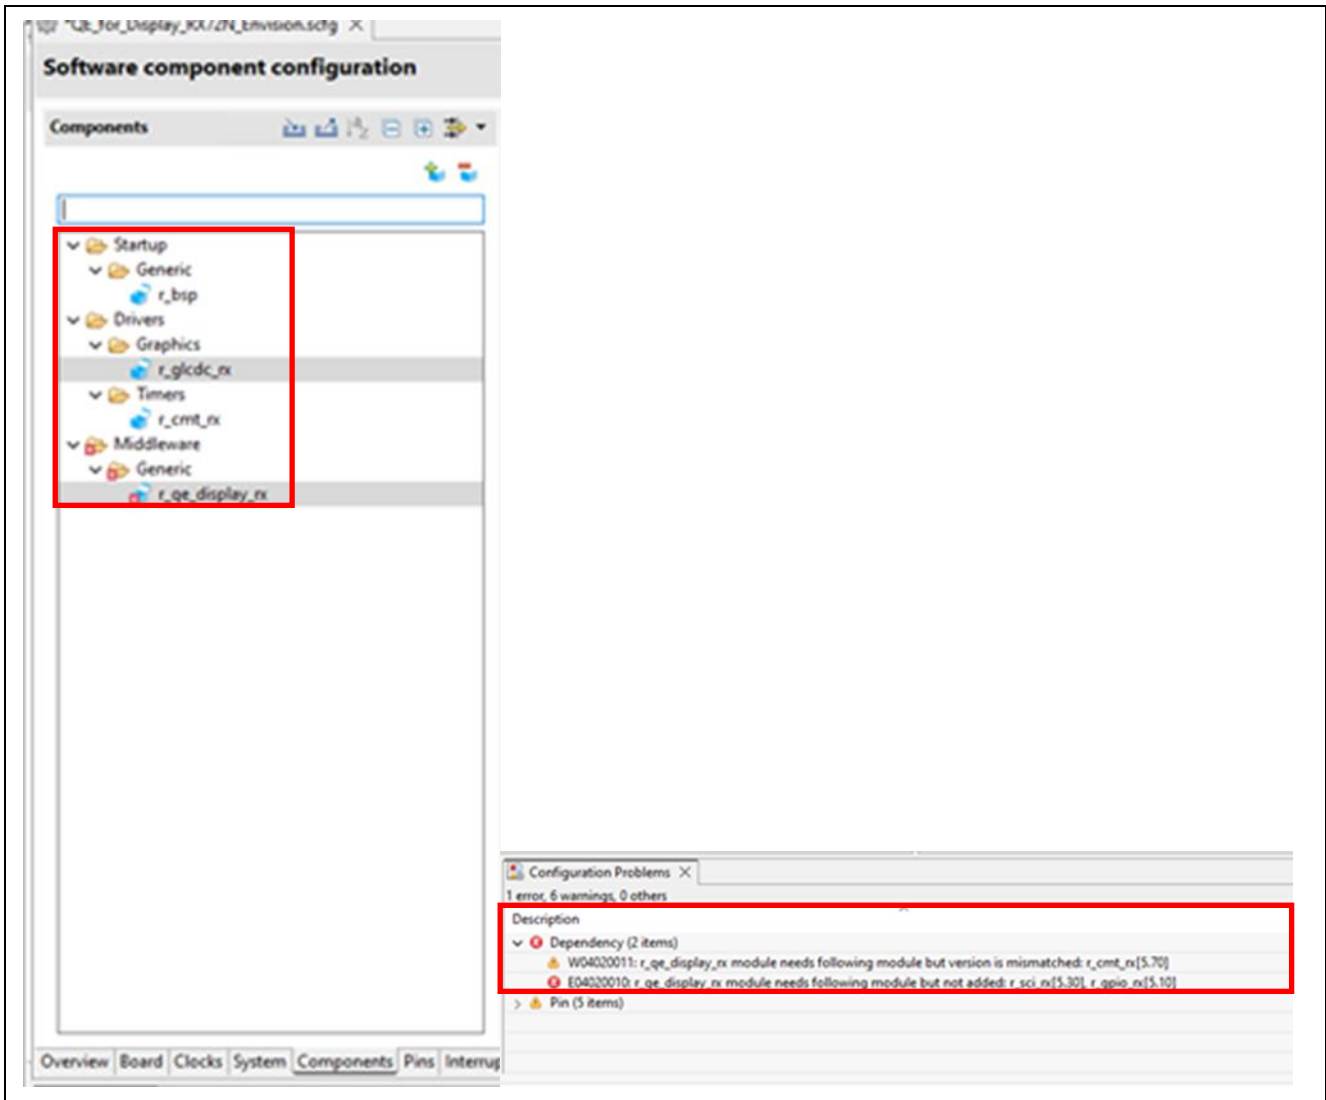 *QE_for_Display_RX72N_Envision.scfg
Software component configuration
Components
Startup
Generic
r_bsp
Drivers
Graphics
r_glcdc_rx
Timers
r_cmt_rx
Middleware
Generic
r_qe_display_rx
Overview Board Clocks System Components Pins Interrup
Configuration Problems
1 error, 6 warnings, 0 others
Description
Dependency (2 items)
W04020011: r_qe_display_rx module needs following module but version is mismatched: r_cmt_rx[5.70]
E04020010: r_qe_display_rx module needs following module but not added: r_sci_rx[5.30], r_gpio_rx[5.10]
Pin (5 items)